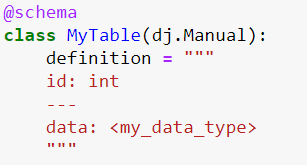 @schema
class MyTable(dj.Manual):
    definition = """
    id: int
    ---
    data: <my_data_type>
    """